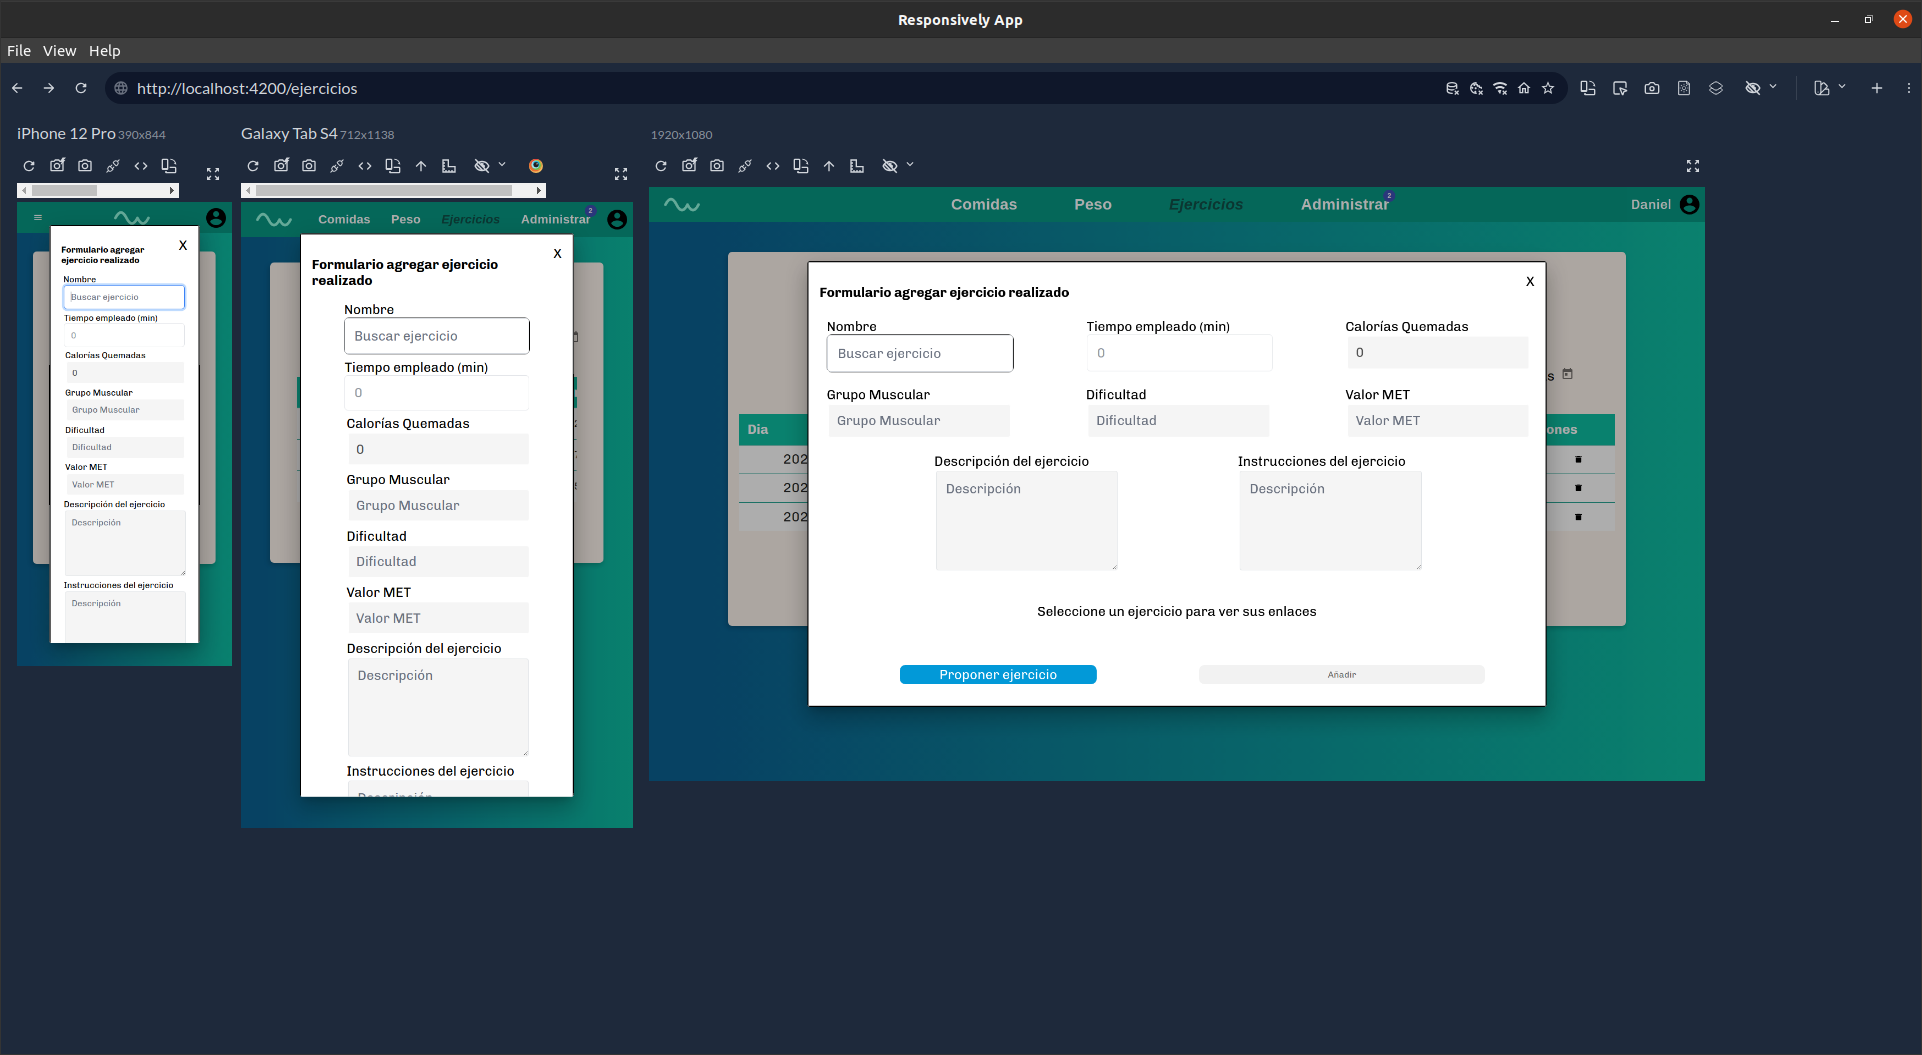 Responsively App
File View Help
http://localhost:4200/ejercicios
iPhone 12 Pro 390x844
Formulario agregar
ejercicio realizado
X
Nombre
Buscar ejercicio
Tiempo empleado (min)
0
Calorías Quemadas
0
Grupo Muscular
Grupo Muscular
Dificultad
Dificultad
Valor MET
Valor MET
Descripción del ejercicio
Descripción
Instrucciones del ejercicio
Descripción
Galaxy Tab S4 712x1138
Comidas Peso Ejercicios Administrar 2
X
Formulario agregar ejercicio
realizado
Nombre
Buscar ejercicio
Tiempo empleado (min)
0
Calorías Quemadas
0
Grupo Muscular
Grupo Muscular
Dificultad
Dificultad
Valor MET
Valor MET
Descripción del ejercicio
Descripción
Instrucciones del ejercicio
Descripción
1920x1080
Comidas Peso Ejercicios Administrar 2 Daniel
X
Formulario agregar ejercicio realizado
Nombre Tiempo empleado (min) Calorías Quemadas
Buscar ejercicio 0 0
Grupo Muscular Dificultad Valor MET
Grupo Muscular Dificultad Valor MET
Descripción del ejercicio Instrucciones del ejercicio
Descripción Descripción
Seleccione un ejercicio para ver sus enlaces
Proponer ejercicio Añadir
s
Dia ones
202
202
202